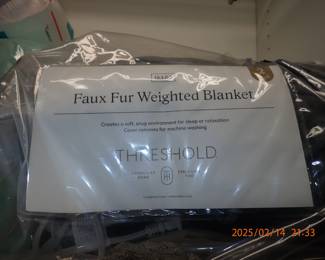 Faux Fur Weighted Blanket
Creates a soft, snug environment for sleep or relaxation
Cover removes for machine washing
THRESHOLD
2025/02/14 21:33